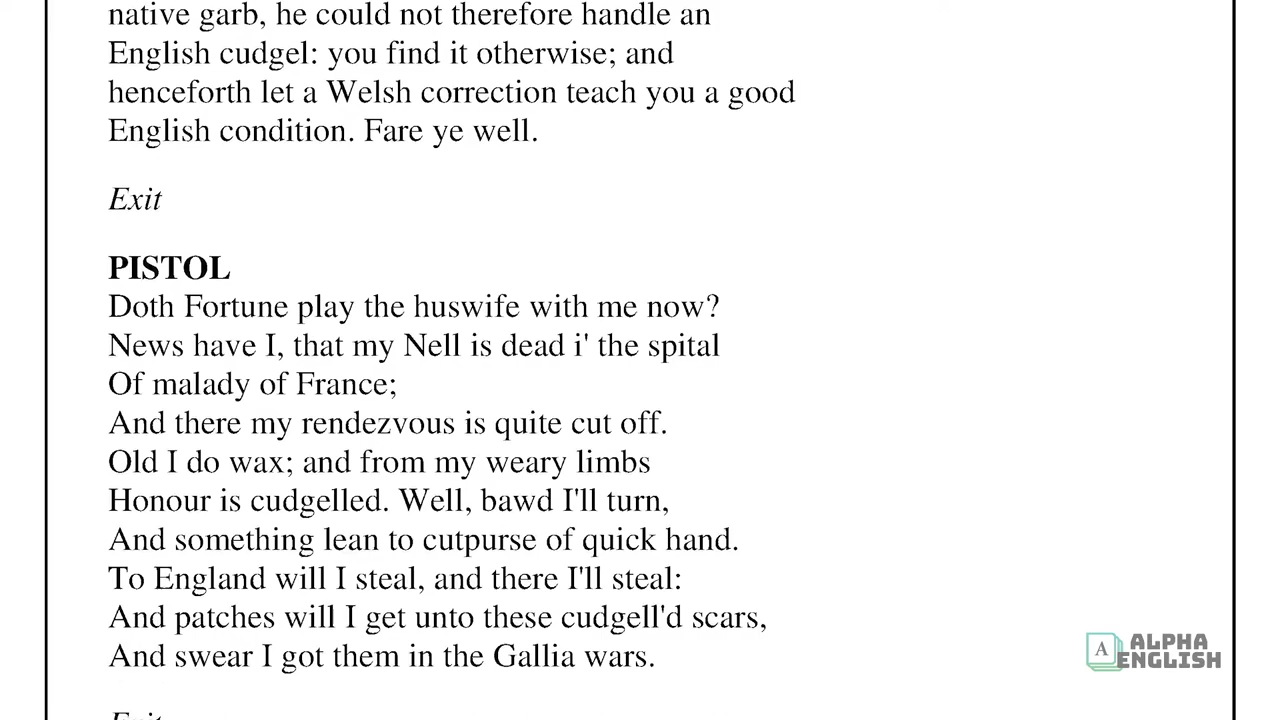 native garb, he could not therefore handle an
English cudgel: you find it otherwise; and
henceforth let a Welsh correction teach you a good
English condition. Fare ye well.
Exit
PISTOL
Doth Fortune play the huswife with me now?
News have I, that my Nell is dead i' the spital
Of malady of France;
And there my rendezvous is quite cut off.
Old I do wax; and from my weary limbs
Honour is cudgelled. Well, bawd I'll turn,
And something lean to cutpurse of quick hand.
To England will I steal, and there I'll steal:
And patches will I get unto these cudgell'd scars,
And swear I got them in the Gallia wars.
Exit
A ALPHA
ENGLISH